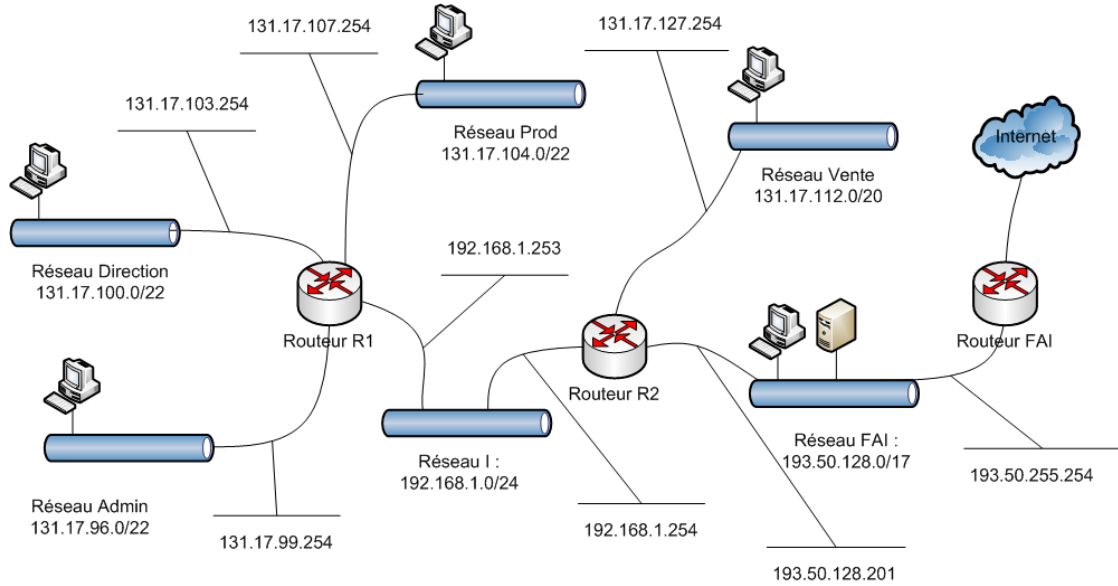 131.17.107.254
131.17.127.254
131.17.103.254
Réseau Prod
131.17.104.0/22
Internet
Réseau Vente
131.17.112.0/20
192.168.1.253
Réseau Direction
131.17.100.0/22
Routeur R1
Routeur FAI
Routeur R2
Réseau I :
192.168.1.0/24
Réseau FAI :
193.50.128.0/17
193.50.255.254
Réseau Admin
131.17.96.0/22
131.17.99.254
192.168.1.254
193.50.128.201